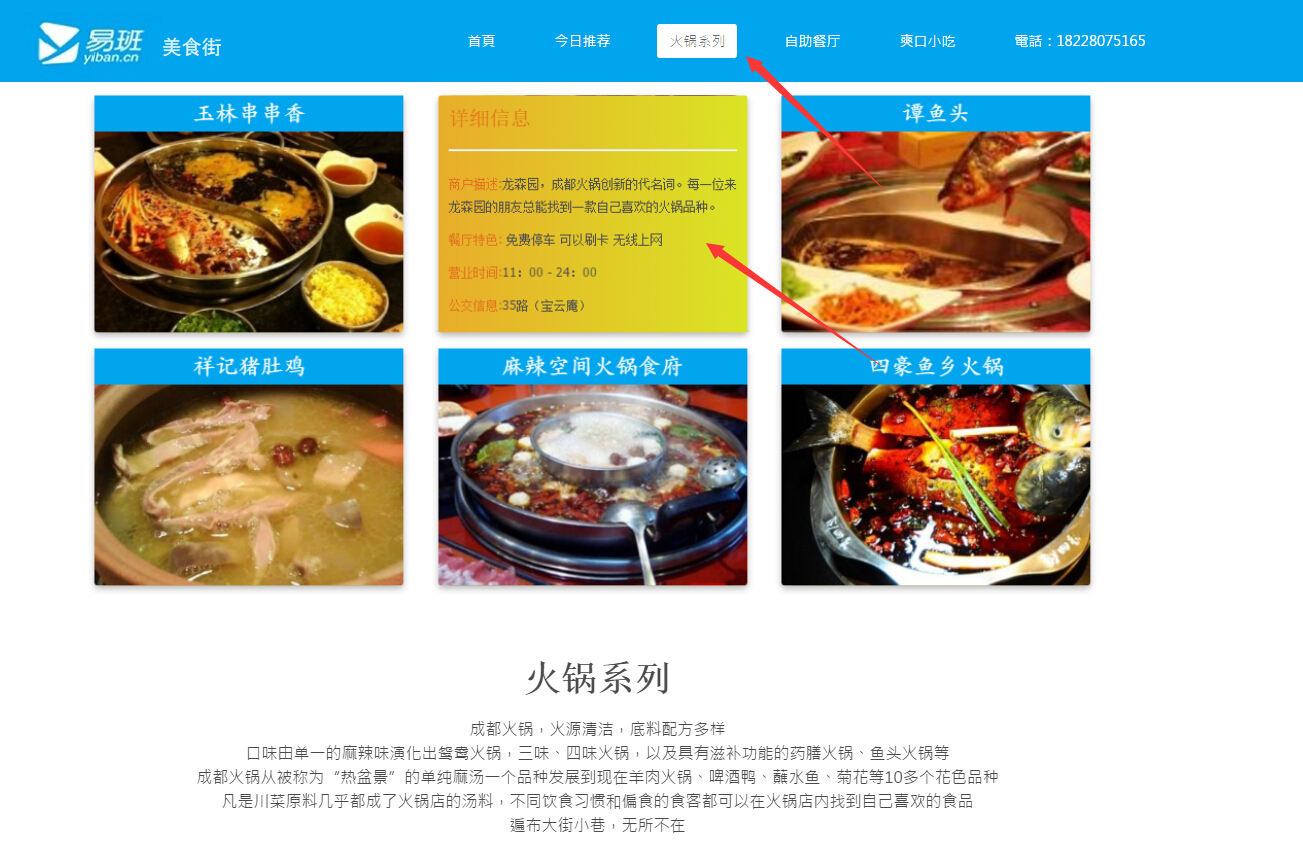 易班
yiban.cn
美食街
首頁
今日推荐
火锅系列
自助餐厅
爽口小吃
電話：18228075165
玉林串串香
详细信息
商户描述:龙森园，成都火锅创新的代名词。每一位来
龙森园的朋友总能找到一款自己喜欢的火锅品种。
餐厅特色: 免费停车 可以刷卡 无线上网
营业时间:11：00 - 24：00
公交信息:35路（宝云庵）
谭鱼头
祥记猪肚鸡
麻辣空间火锅食府
四豪鱼乡火锅
火锅系列
成都火锅，火源清洁，底料配方多样
口味由单一的麻辣味演化出鸳鸯火锅，三味、四味火锅，以及具有滋补功能的药膳火锅、鱼头火锅等
成都火锅从被称为“热盆景”的单纯麻汤一个品种发展到现在羊肉火锅、啤酒鸭、蘸水鱼、菊花等10多个花色品种
凡是川菜原料几乎都成了火锅店的汤料，不同饮食习惯和偏食的食客都可以在火锅店内找到自己喜欢的食品
遍布大街小巷，无所不在